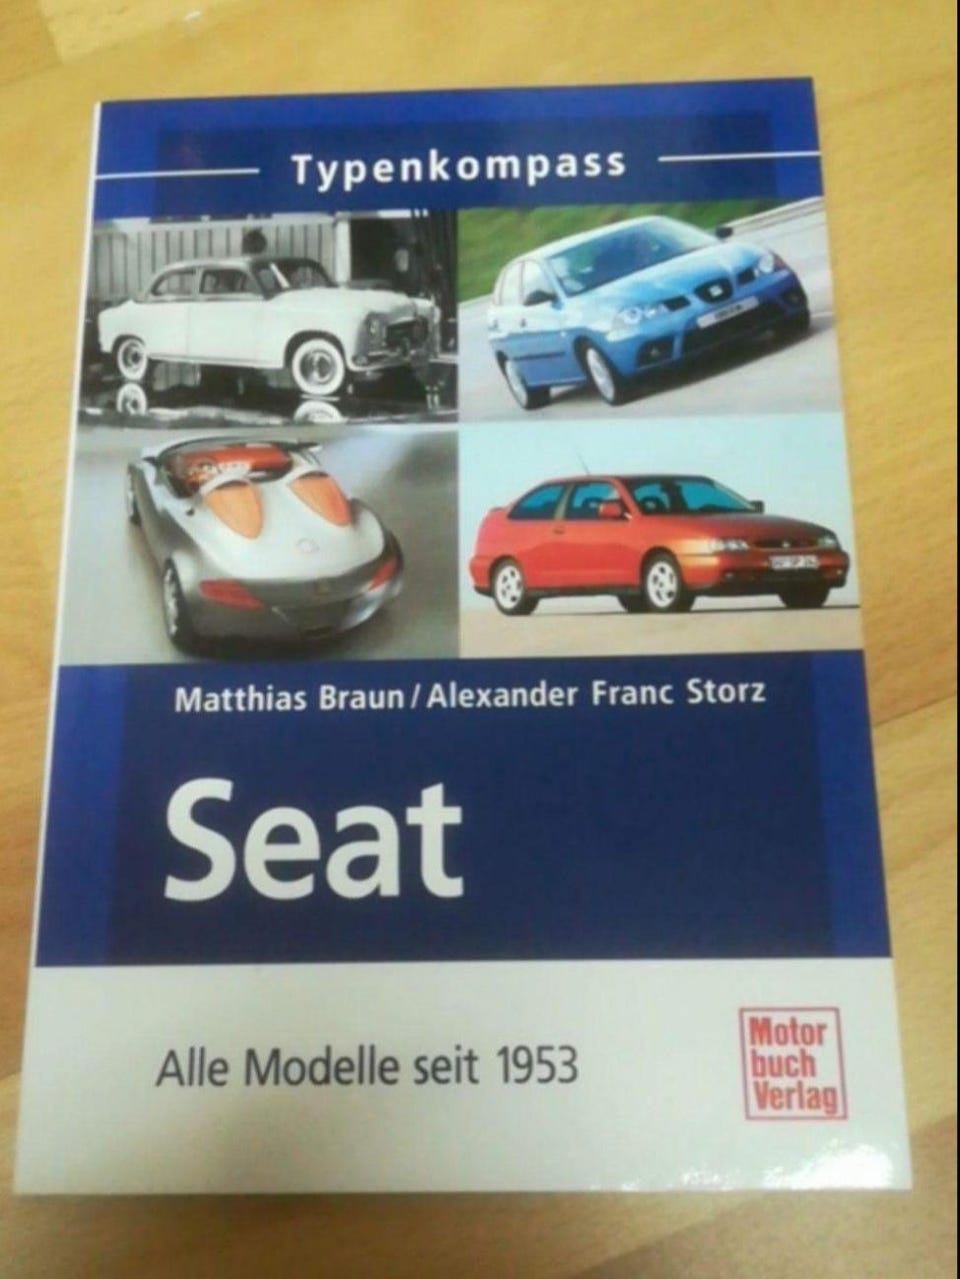 Typenkompass
Matthias Braun/Alexander Franc Storz
Seat
Alle Modelle seit 1953
Motor
buch
Verlag